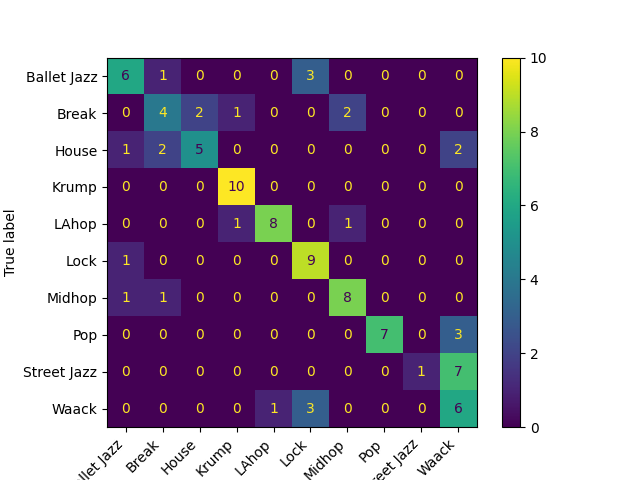 Ballet Jazz 6 1 0 0 0 3 0 0 0 0 10
Break 0 4 2 1 0 0 2 0 0 0
House 1 2 5 0 0 0 0 0 0 2 8
Krump 0 0 0 10 0 0 0 0 0 0
LAhop 0 0 0 1 8 0 1 0 0 0 6
Lock 1 0 0 0 0 9 0 0 0 0
Midhop 1 1 0 0 0 0 8 0 0 0 4
Pop 0 0 0 0 0 0 0 7 0 3
Street Jazz 0 0 0 0 0 0 0 0 1 7 2
Waack 0 0 0 0 1 3 0 0 0 6 0
True label
llet Jazz Break House Krump LAhop Lock Midhop Pop reet Jazz Waack